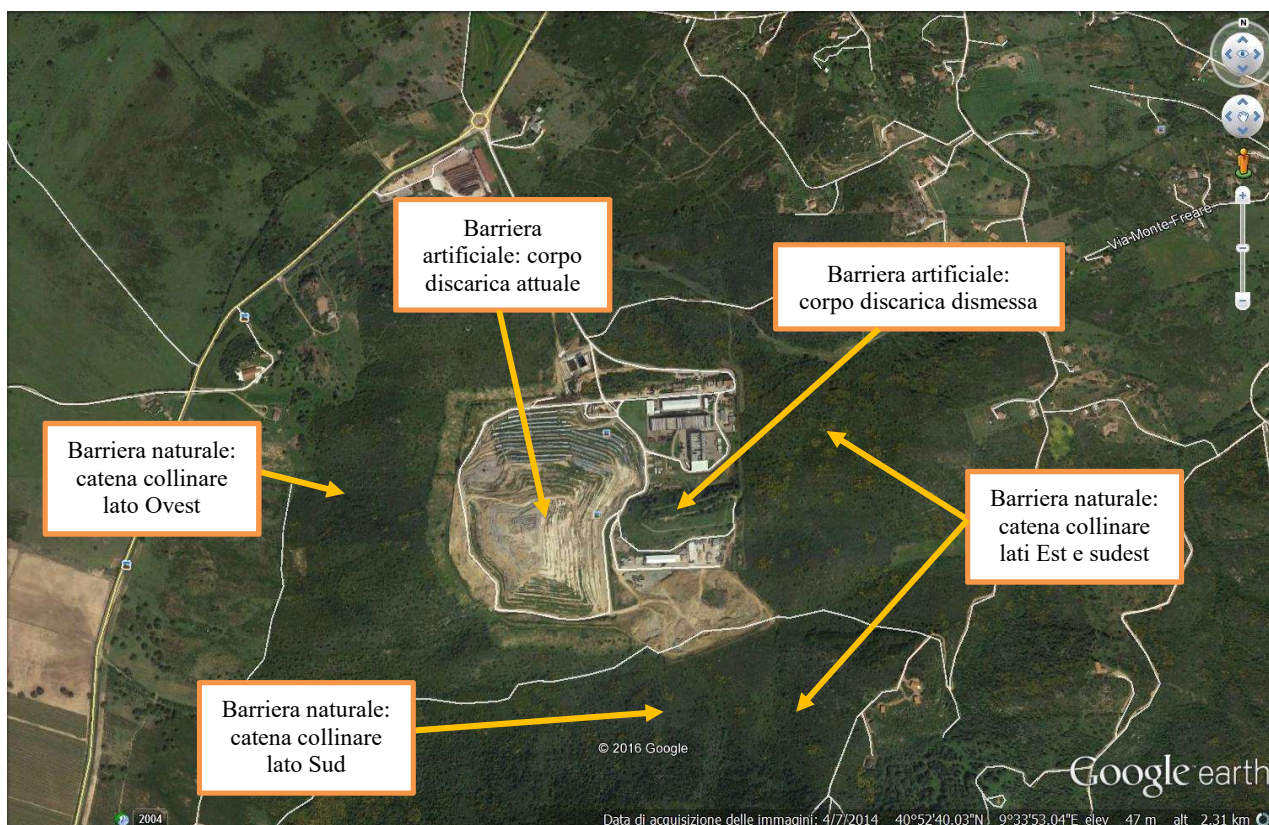 N
Via-Monte-Freare
Barriera
artificiale: corpo
discarica attuale
Barriera artificiale:
corpo discarica dismessa
Barriera naturale:
catena collinare
lato Ovest
Barriera naturale:
catena collinare
lati Est e sudest
Barriera naturale:
catena collinare
lato Sud
© 2016 Google
Google earth
2004
Data di acquisizione delle immagini: 4/7/2014 40°52'40.03"N 9°33'53.04"E elev 47 m alt 2.31 km